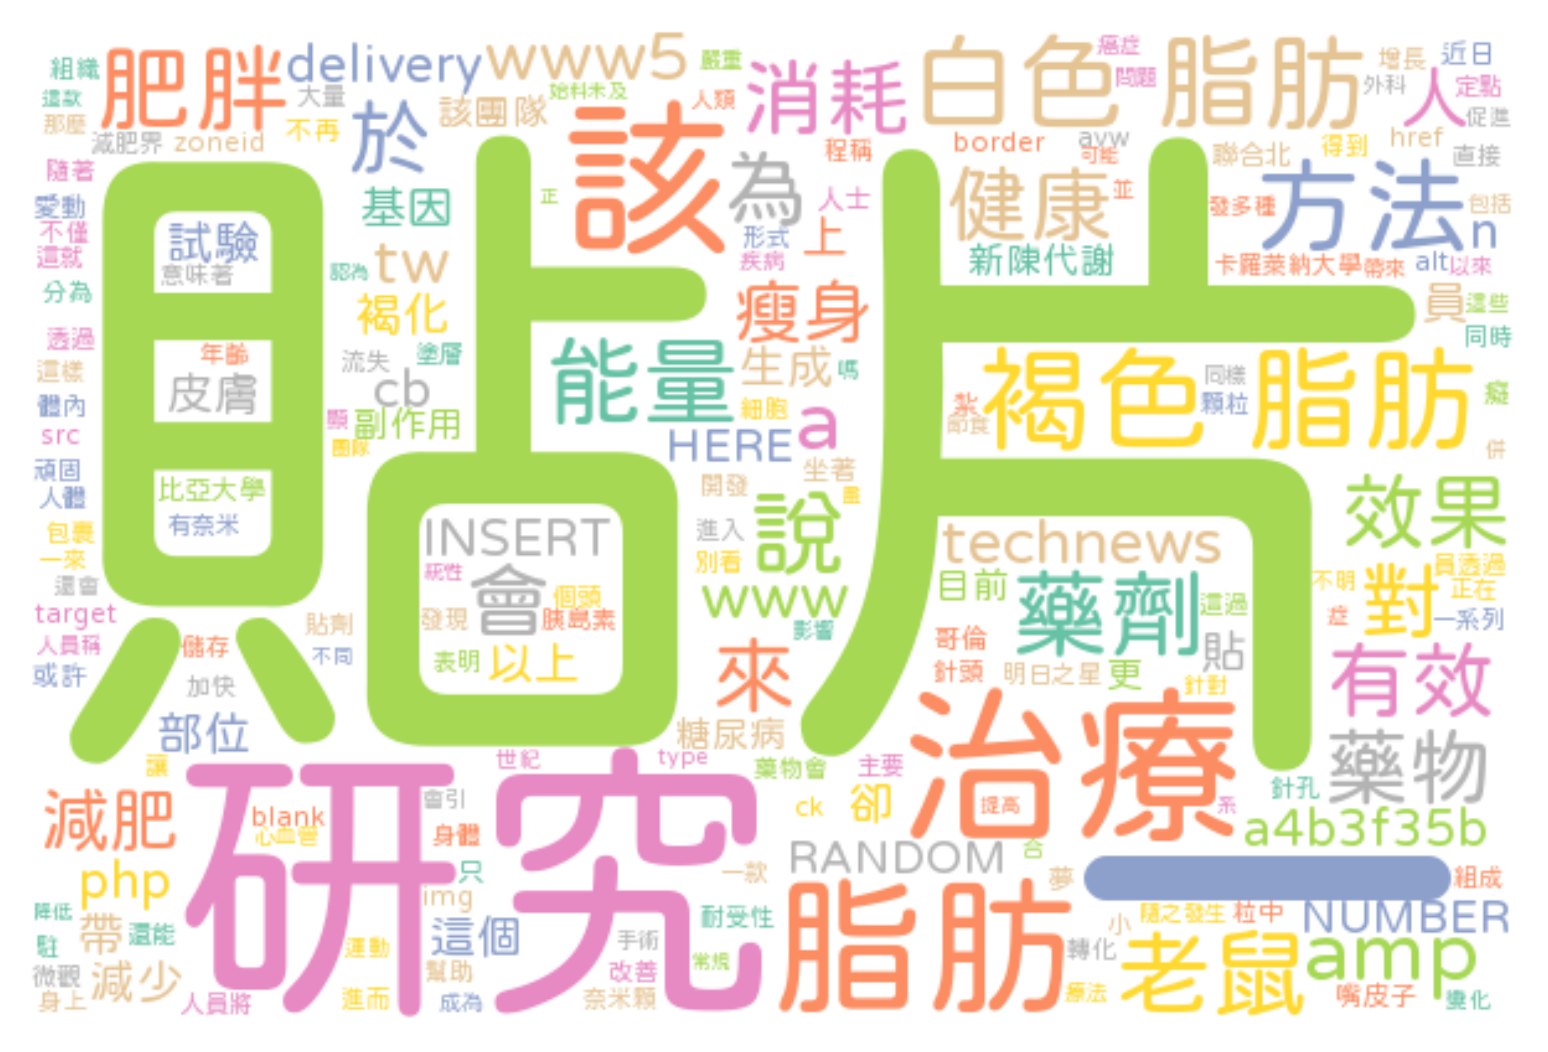 貼片
研究
治療
脂肪
該
白色脂肪
褐色脂肪
肥胖
消耗
方法
健康
能量
藥劑
效果
有效
藥物
老鼠
一
減肥
瘦身
說
對
來
會
為
於
人
a
amp
a4b3f35b
NUMBER
RANDOM
INSERT
HERE
technews
www
www5
delivery
tw
cb
php
n
基因
褐化
副作用
試驗
意味著
年齡
皮膚
比亞大學
有奈米
部位
加快
儲存
貼劑
不同
以上
表明
發現
胰島素
個頭
統性
糖尿病
生成
嗎
細胞
坐著
開發
進入
別看
影響
目前
這過
貼
更
哥倫
針頭
明日之星
針對
藥物會
主要
卻
ck
提高
系
針孔
組成
隨之發生
粒中
小
夢
合
一款
轉化
療法
嘴皮子
變化
耐受性
常規
手術
改善
奈米顆
這個
幫助
成為
img
只
身體
會引
世紀
type
blank
心血管
運動
進而
人員將
減少
帶
還能
降低
駐
微觀
身上
讓
組織
這款
那麼
減肥界
zoneid
大量
不再
該團隊
始料未及
嚴重
人類
隨著
愛動
不僅
這就
分為
透過
這樣
體內
src
頑固
人體
包裹
一來
還會
target
人員稱
或許
認為
流失
塗層
顯
團隊
正
形式
疾病
人士
上
程稱
癌症
問題
增長
近日
外科
定點
促進
border
avw
可能
聯合北
得到
href
直接
並
發多種
包括
新陳代謝
卡羅萊納大學
帶來
alt
以來
員
這些
同時
同樣
顆粒
紮
節食
癡
併
不明
員透過
正在
症
一系列